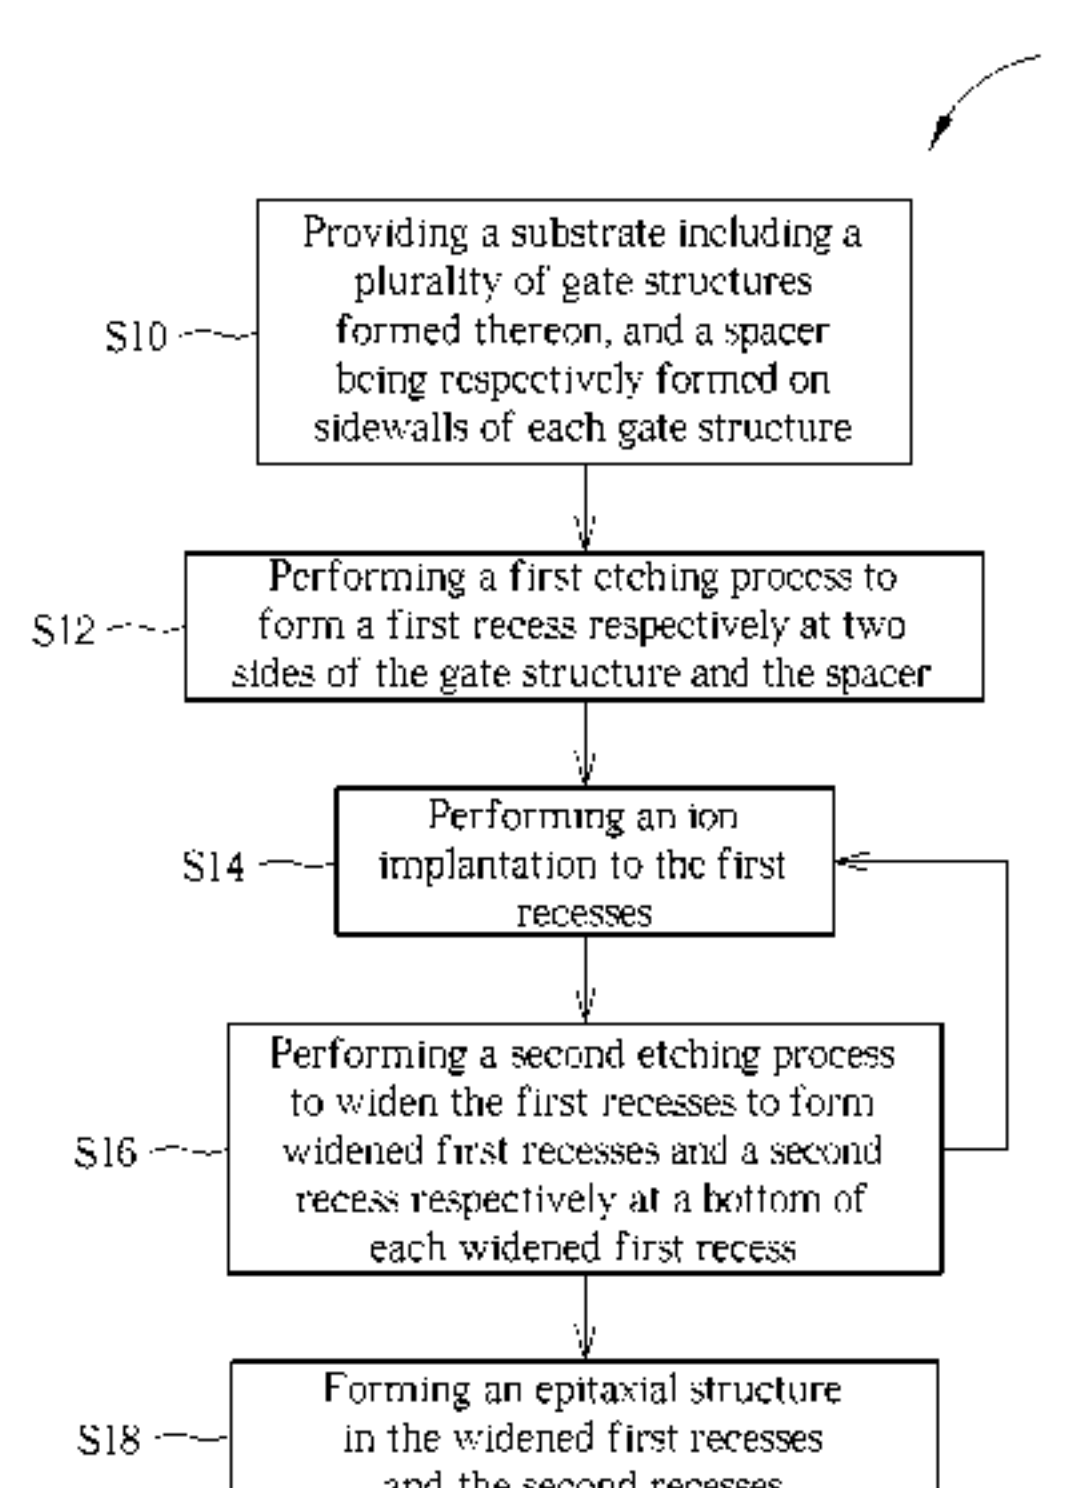 Providing a substrate including a
plurality of gate structures
formed thereon, and a spacer
being respectively formed on
sidewalls of each gate structure
S10
Performing a first etching process to
form a first recess respectively at two
sides of the gate structure and the spacer
S12
Performing an ion
implantation to the first
recesses
S14
Performing a second etching process
to widen the first recesses to form
widened first recesses and a second
recess respectively at a bottom of
each widened first recess
S16
Forming an epitaxial structure
in the widened first recesses
and the second recesses
S18